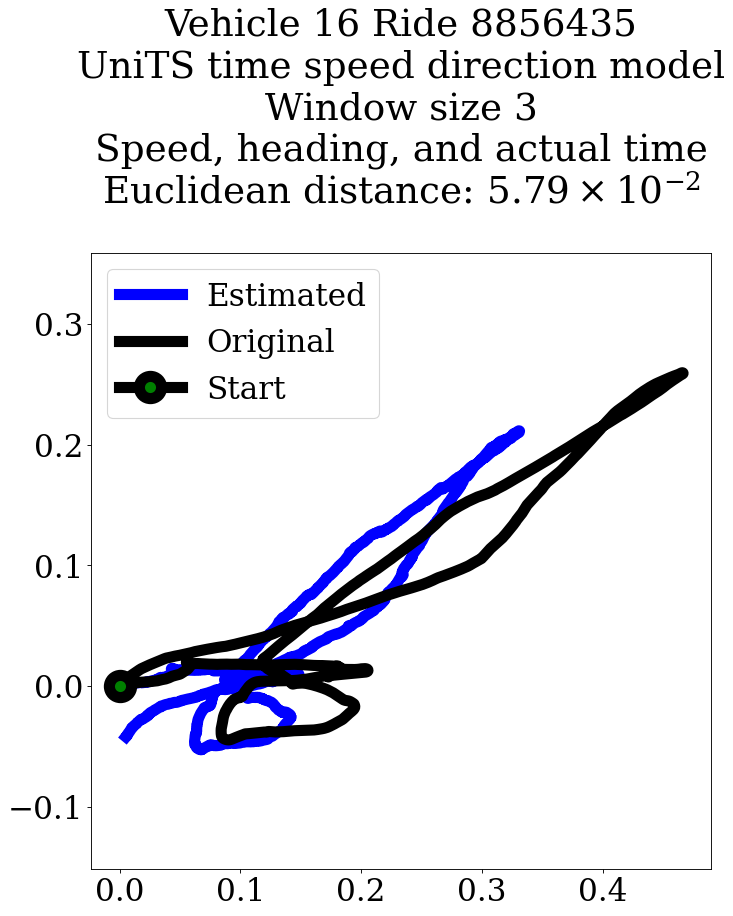 Vehicle 16 Ride 8856435
UniTS time speed direction model
Window size 3
Speed, heading, and actual time
Euclidean distance: 5.79 × 10⁻²
Estimated
Original
Start
0.3
0.2
0.1
0.0
−0.1
0.0 0.1 0.2 0.3 0.4